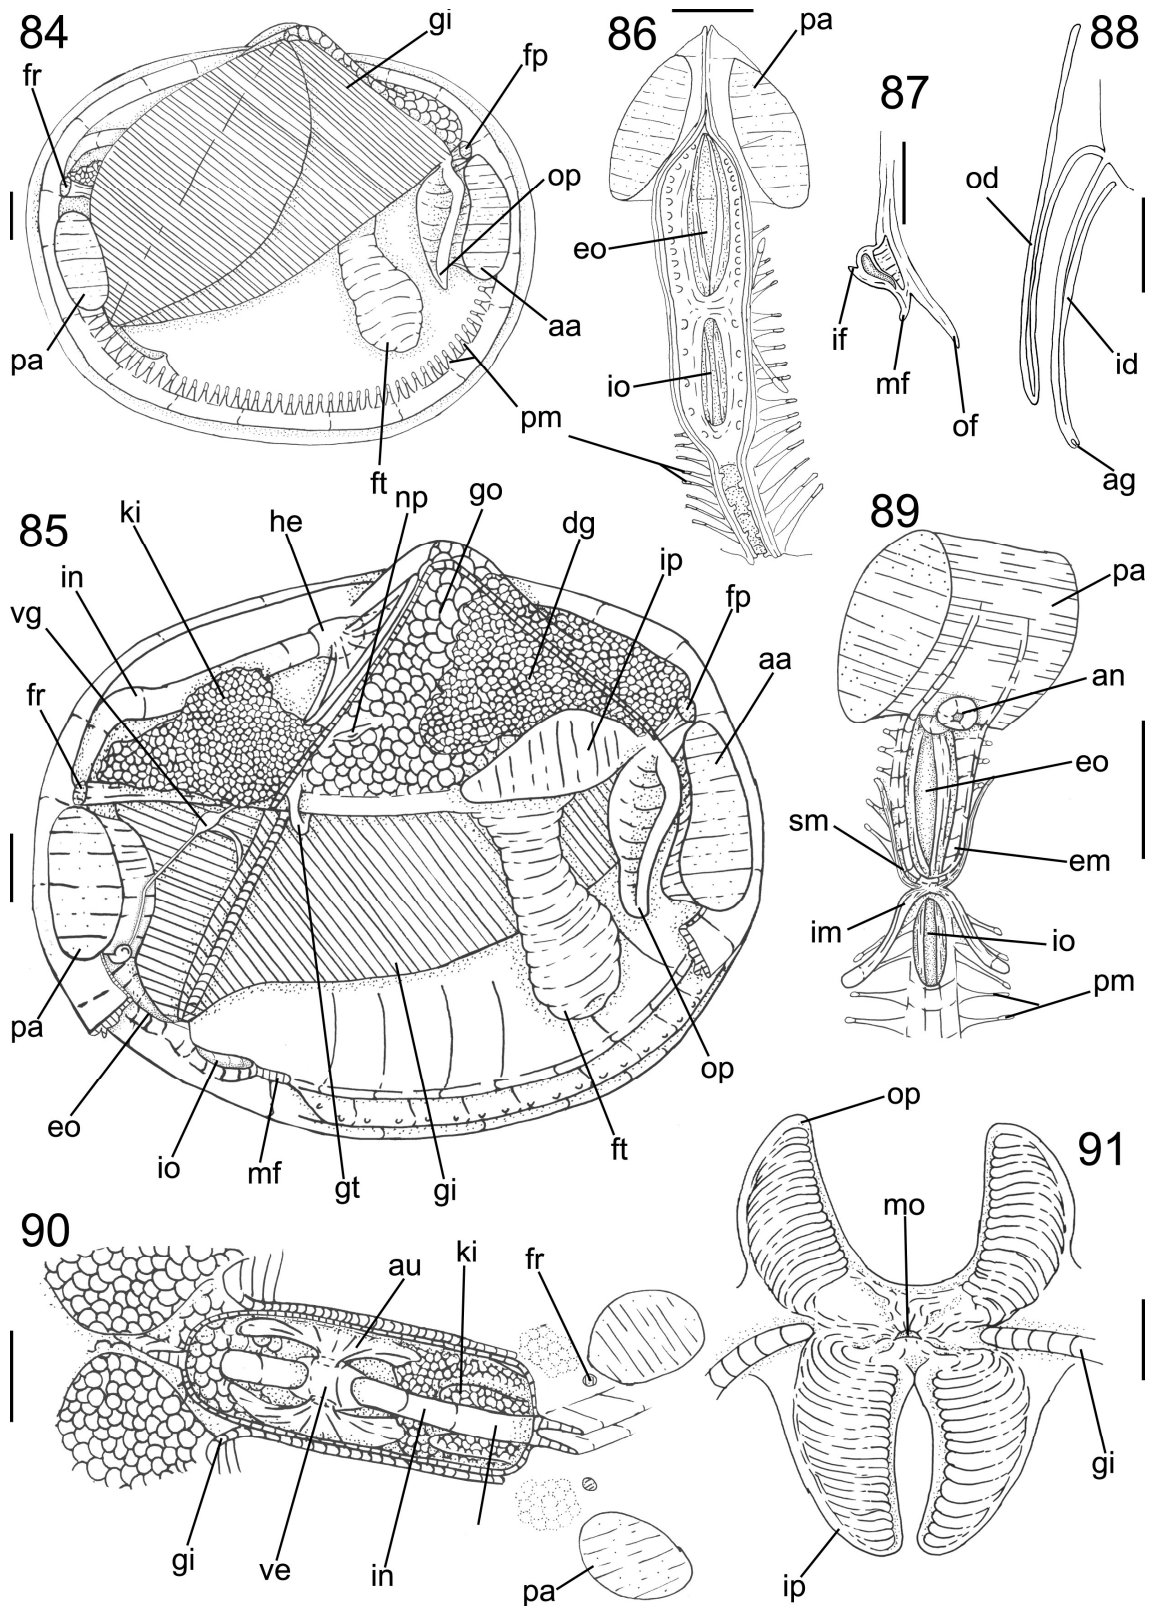 84
gi
fr
fp
op
pa
aa
pm
ft
86
pa
eo
io
87
if
mf
of
88
od
id
ag
85
ki
he
np
go
dg
in
ip
vg
fp
fr
aa
pa
op
eo
io
mf
gt
gi
ft
89
pa
an
eo
sm
em
im
io
pm
90
au
ki
fr
gi
ve
in
pa
91
op
mo
gi
ip